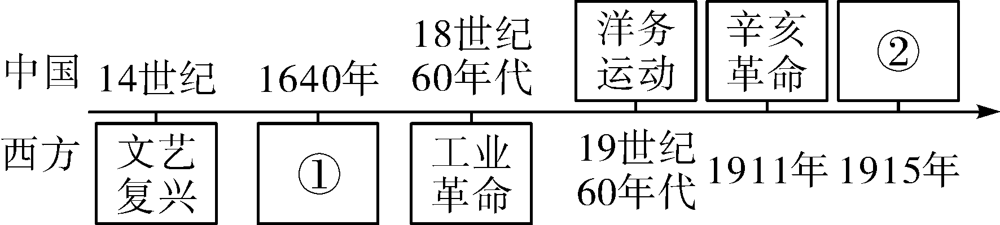 中国
14世纪
1640年
18世纪
60年代
洋务
运动
辛亥
革命
②
西方
文艺
复兴
①
工业
革命
19世纪
60年代
1911年
1915年